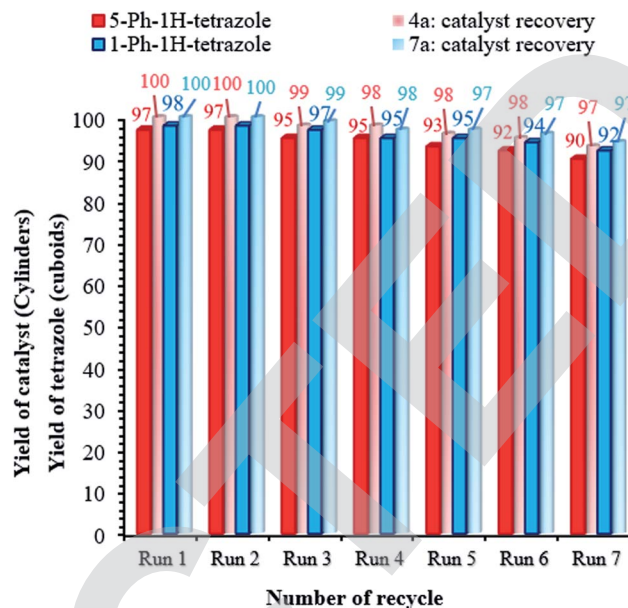 5-Ph-1H-tetrazole 4a: catalyst recovery
1-Ph-1H-tetrazole 7a: catalyst recovery
97 100 98 100 97 100 100 95 99 97 99 95 98 95 98 93 98 95 97 92 98 94 97 90 97 92
100
90
80
70
60
50
40
30
20
10
0
Yield of catalyst (Cylinders)
Yield of tetrazole (cuboids)
Run 1 Run 2 Run 3 Run 4 Run 5 Run 6 Run 7
Number of recycle